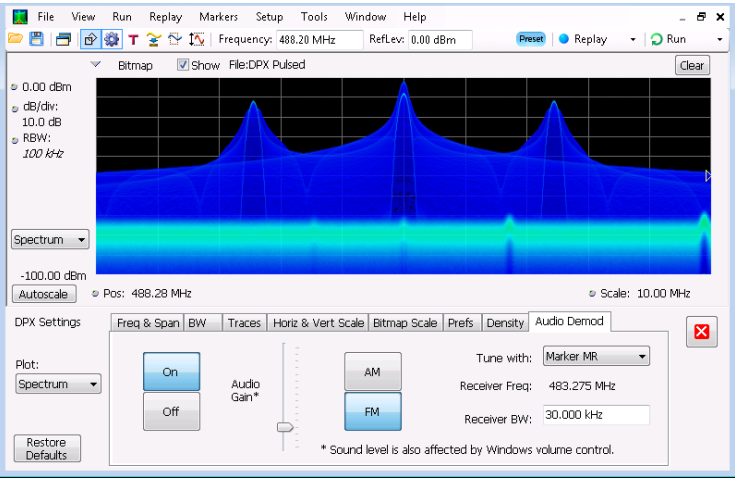 File View Run Replay Markers Setup Tools Window Help
T Frequency: 488.20 MHz RefLev: 0.00 dBm Preset Replay Run
Bitmap Show File:DPX Pulsed Clear
0.00 dBm
dB/div:
10.0 dB
RBW:
100 kHz
Spectrum
-100.00 dBm
Autoscale Pos: 488.28 MHz Scale: 10.00 MHz
DPX Settings Freq & Span BW Traces Horiz & Vert Scale Bitmap Scale Prefs Density Audio Demod
Plot:
Spectrum
Restore
Defaults
On
Off
Audio
Gain*
AM
FM
Tune with: Marker MR
Receiver Freq: 483.275 MHz
Receiver BW: 30.000 kHz
* Sound level is also affected by Windows volume control.